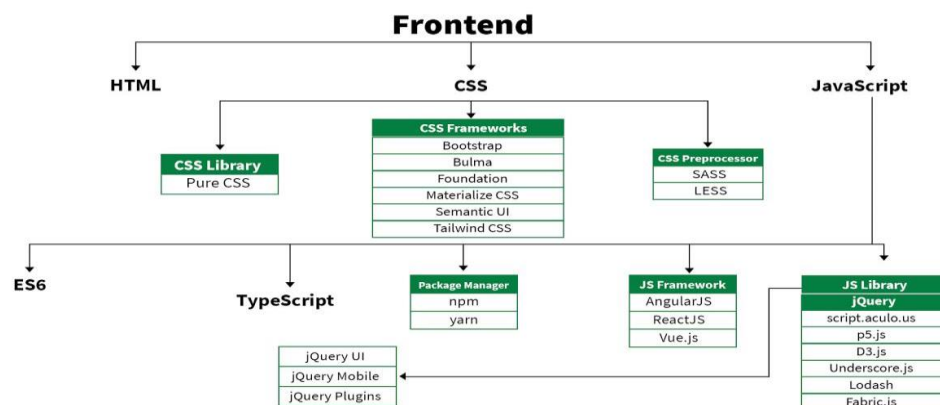 Frontend
HTML
CSS
JavaScript
CSS Library
Pure CSS
CSS Frameworks
Bootstrap
Bulma
Foundation
Materialize CSS
Semantic UI
Tailwind CSS
CSS Preprocessor
SASS
LESS
ES6
TypeScript
Package Manager
npm
yarn
JS Framework
AngularJS
ReactJS
Vue.js
JS Library
jQuery
script.aculo.us
p5.js
D3.js
Underscore.js
Lodash
Fabric.js
jQuery UI
jQuery Mobile
jQuery Plugins